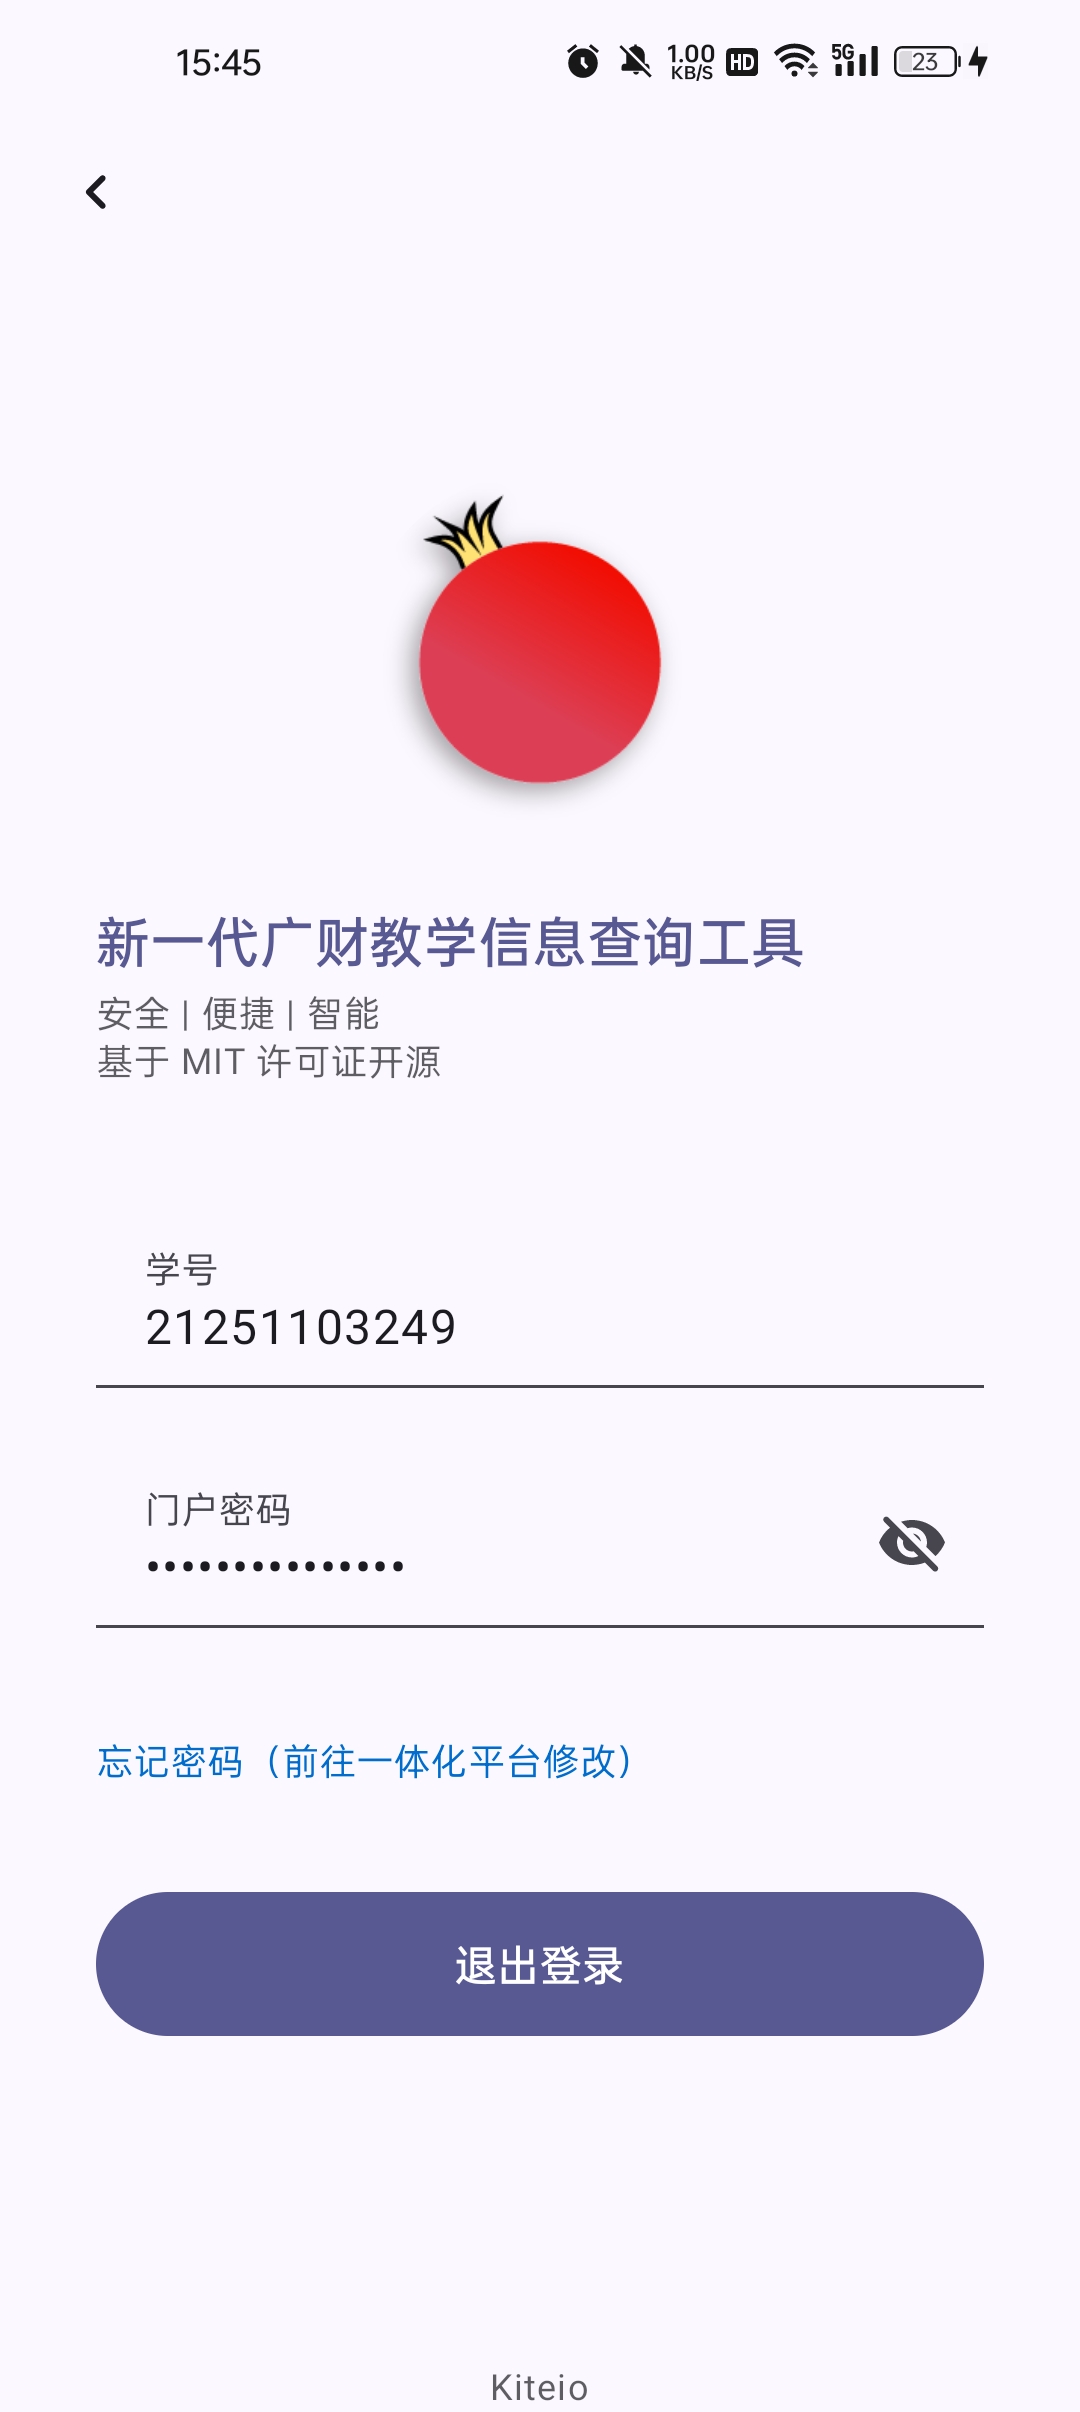 15:45
1.00 KB/S HD 5G 23
新一代广财教学信息查询工具
安全 | 便捷 | 智能
基于 MIT 许可证开源
学号
21251103249
门户密码
•••••••••••••••
忘记密码（前往一体化平台修改）
退出登录
Kiteio